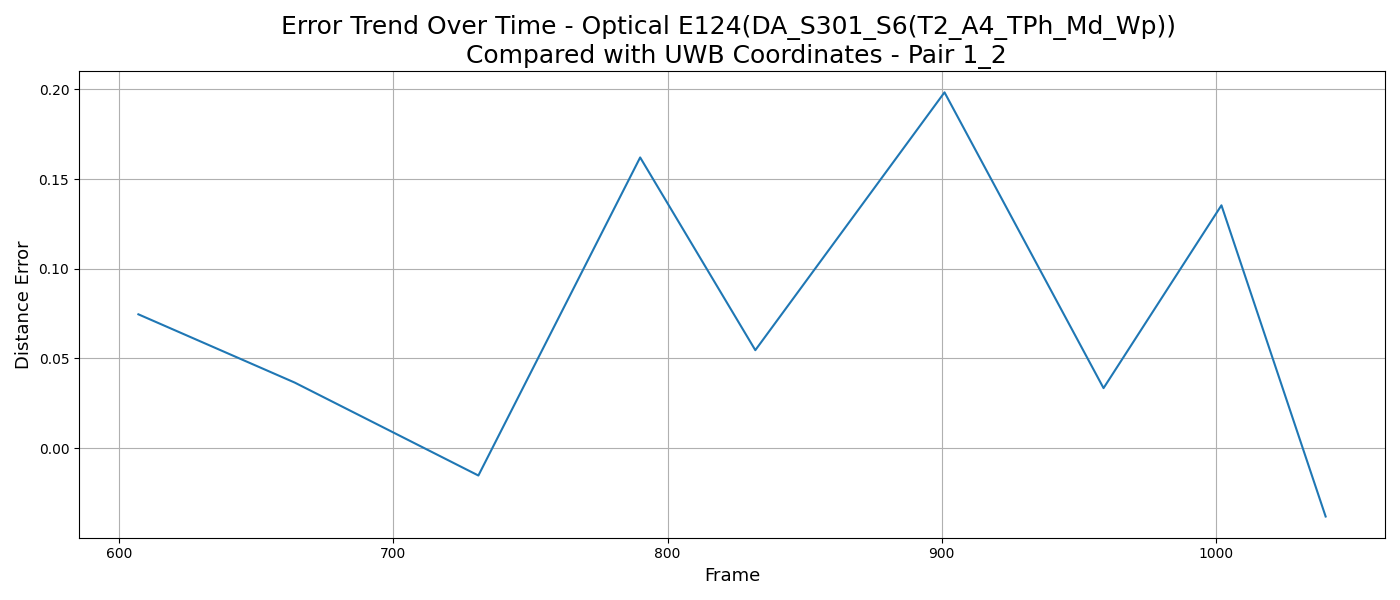 Error Trend Over Time - Optical E124(DA_S301_S6(T2_A4_TPh_Md_Wp))
Compared with UWB Coordinates - Pair 1_2
0.20
0.15
0.10
0.05
0.00
Distance Error
600 700 800 900 1000
Frame